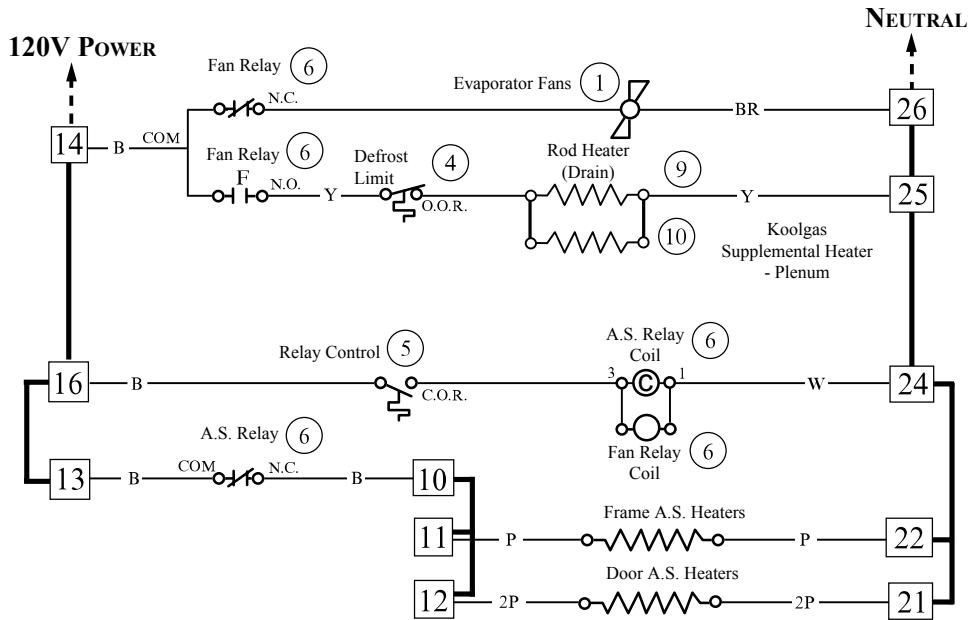 NEUTRAL
120V POWER
Fan Relay 6
N.C.
Evaporator Fans 1
BR
26
14
B
COM
Fan Relay 6
F
N.O.
Y
Defrost
Limit
4
O.O.R.
Rod Heater
(Drain)
9
Y
25
10
Koolgas
Supplemental Heater
- Plenum
16
B
Relay Control 5
C.O.R.
A.S. Relay
Coil
6
3
C
1
W
24
Fan Relay
Coil
6
A.S. Relay 6
13
B
COM
N.C.
B
10
11
P
Frame A.S. Heaters
P
22
12
2P
Door A.S. Heaters
2P
21